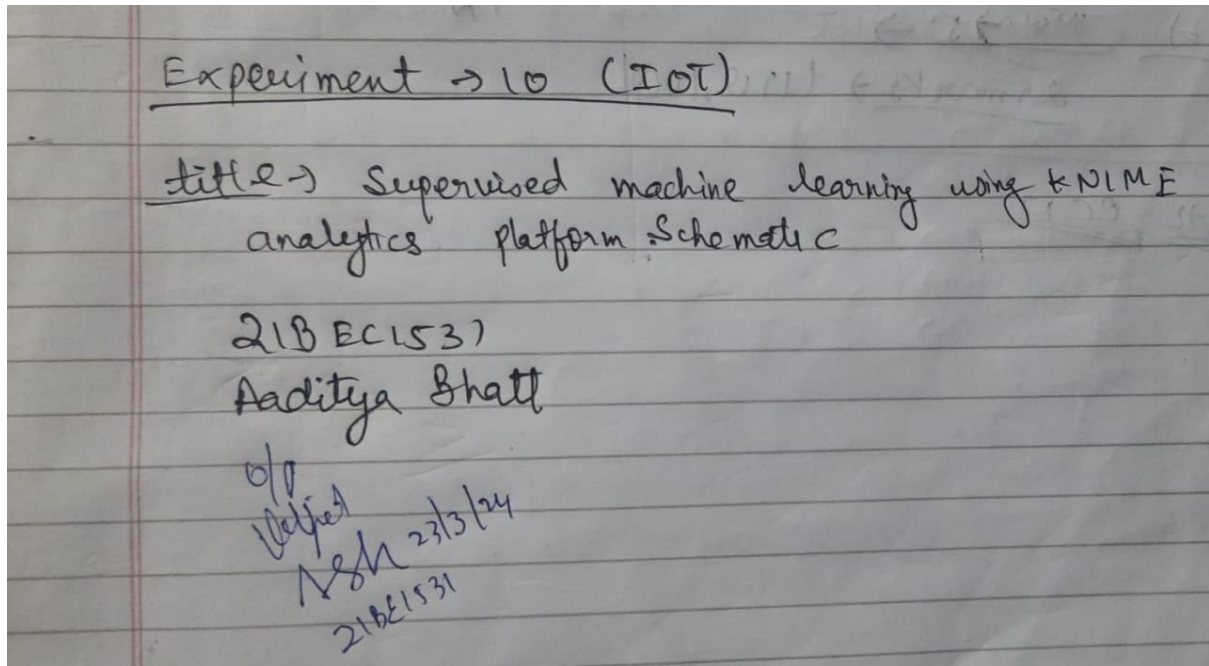 Experiment → 10 (IOT)
title → Supervised machine learning using KNIME
analytics platform Schematic
21BEC1537
Aaditya Bhatt
o/p
Verified
23/3/24
21BE1531